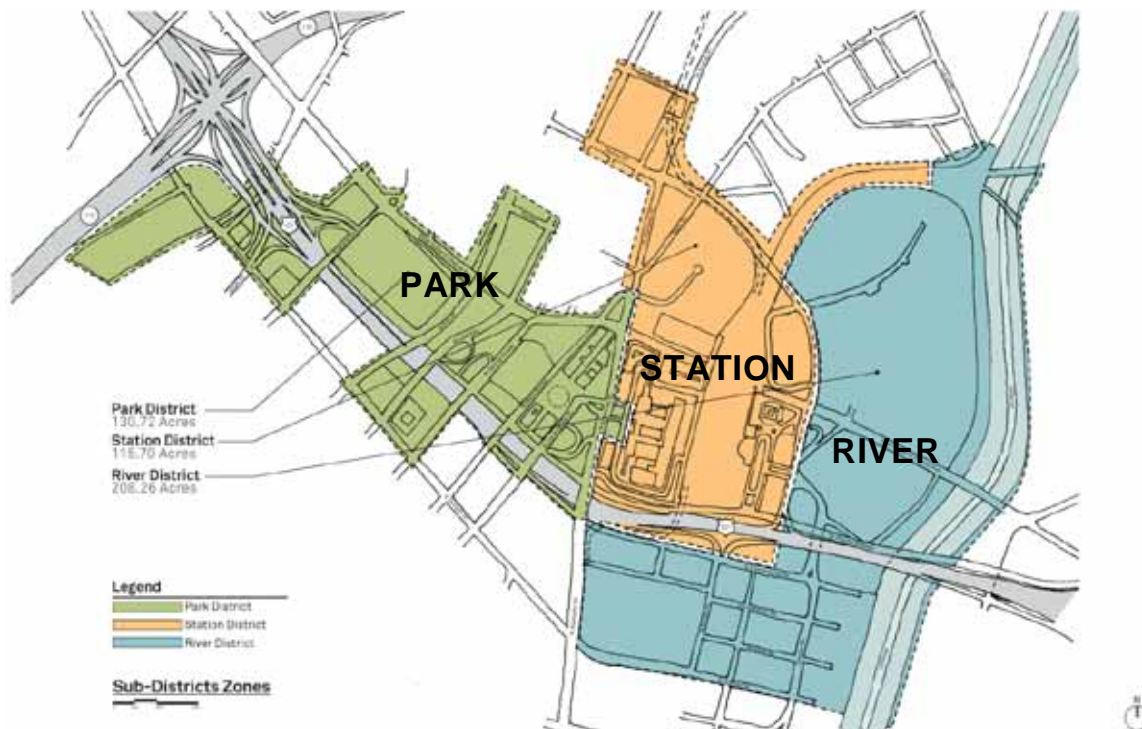 PARK
STATION
RIVER
Park District
130.72 Acres
Station District
115.70 Acres
River District
208.26 Acres
Legend
Park District
Station District
River District
Sub-Districts Zones